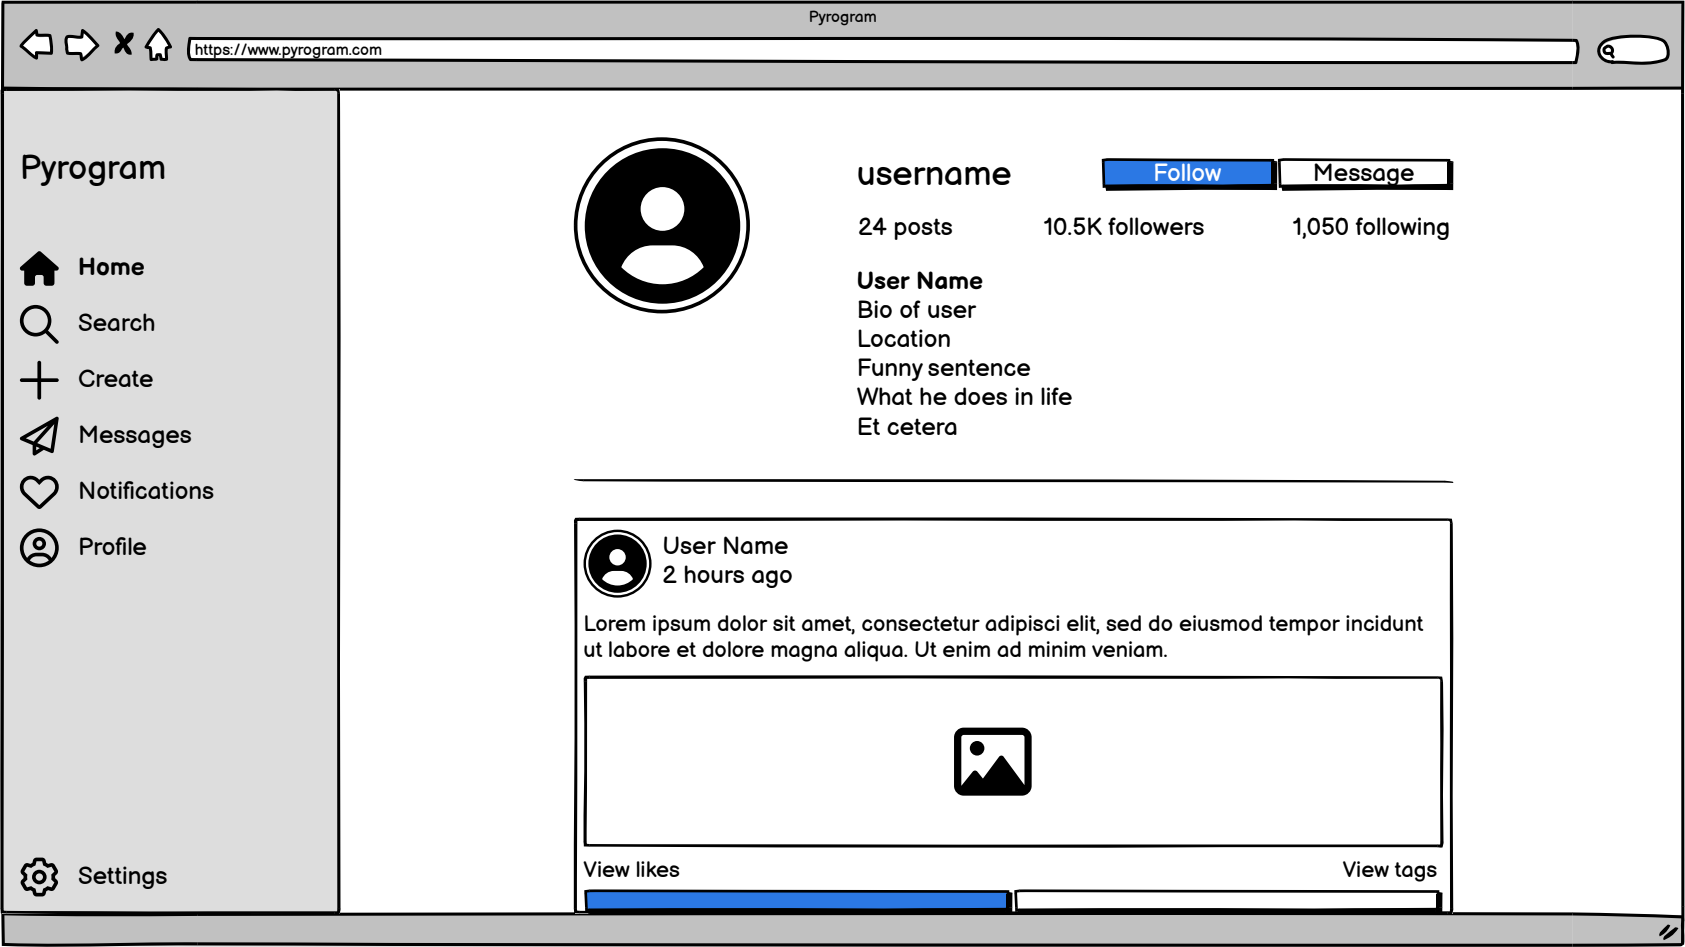 Pyrogram
https://www.pyrogram.com
Pyrogram
Home
Search
Create
Messages
Notifications
Profile
Settings
username
Follow
Message
24 posts
10.5K followers
1,050 following
User Name
Bio of user
Location
Funny sentence
What he does in life
Et cetera
User Name
2 hours ago
Lorem ipsum dolor sit amet, consectetur adipisci elit, sed do eiusmod tempor incidunt
ut labore et dolore magna aliqua. Ut enim ad minim veniam.
View likes
View tags